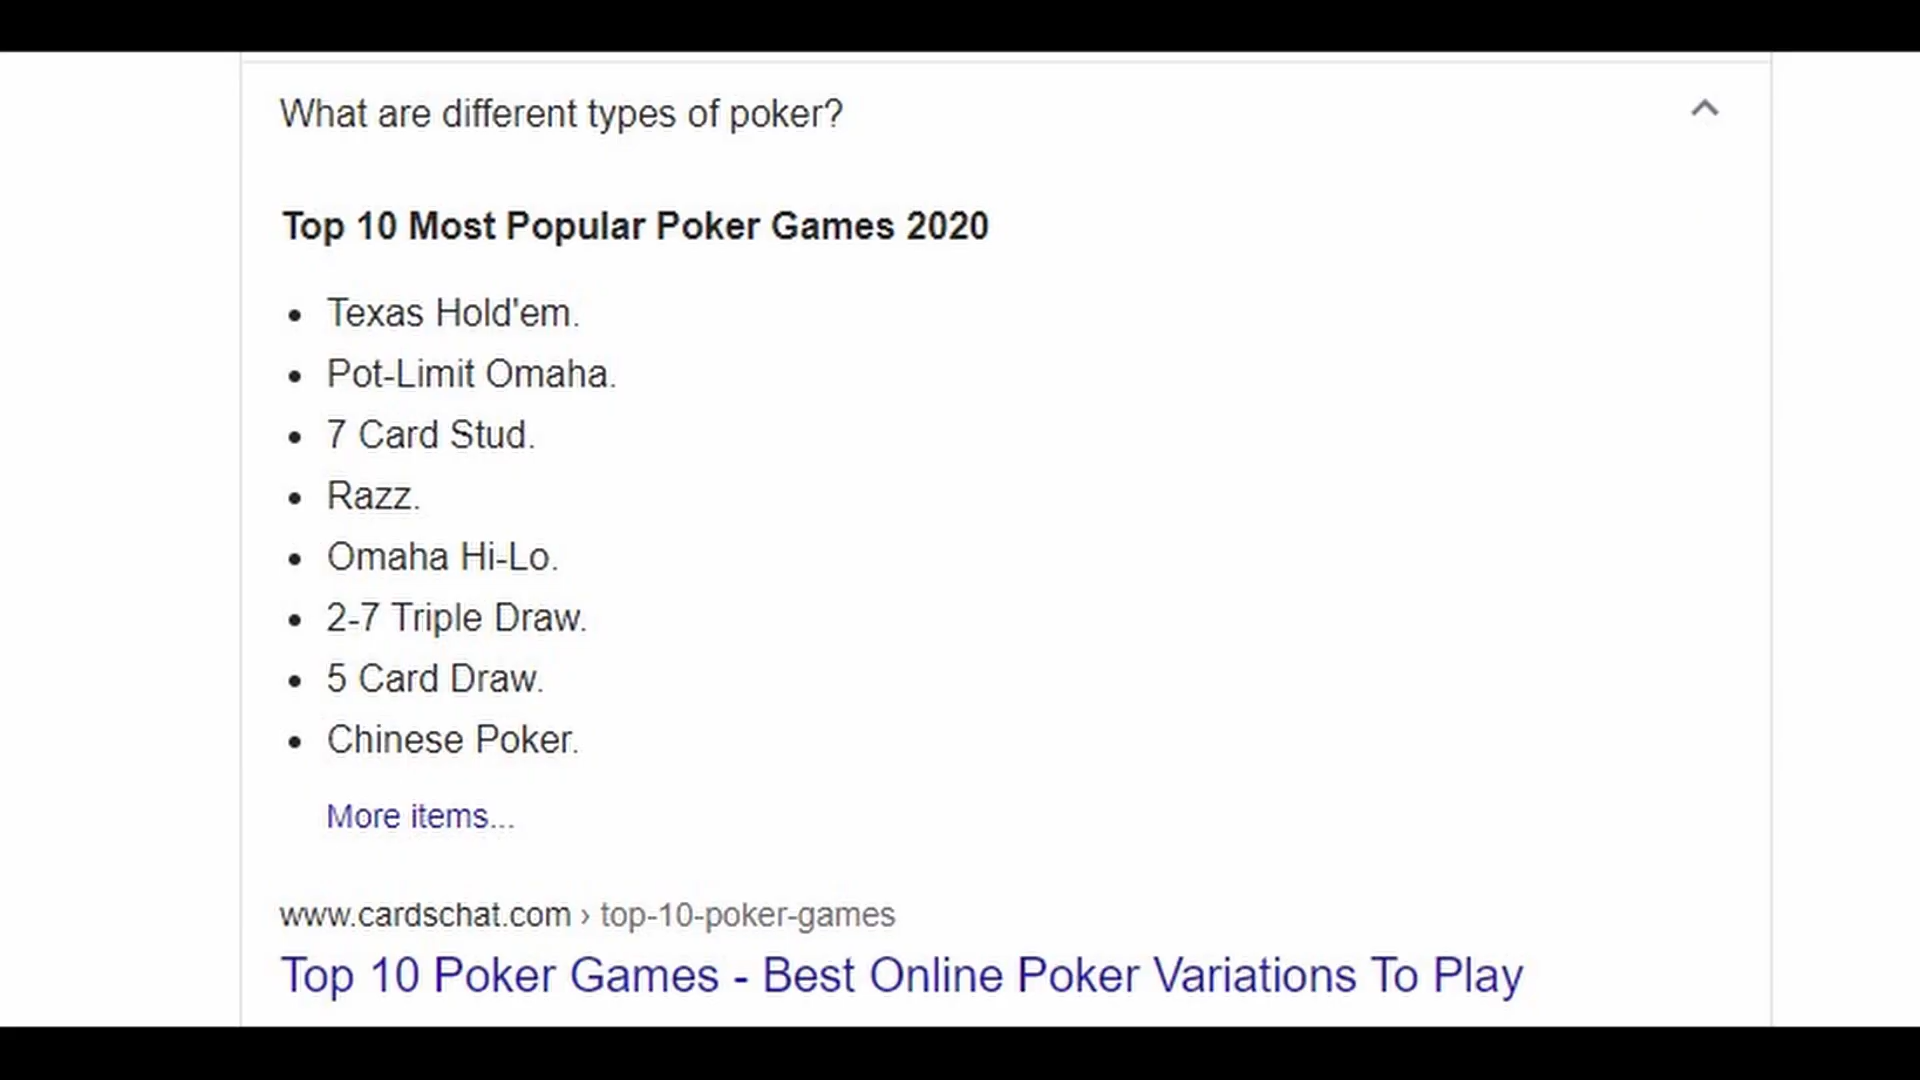 What are different types of poker?
Top 10 Most Popular Poker Games 2020
• Texas Hold'em.
• Pot-Limit Omaha.
• 7 Card Stud.
• Razz.
• Omaha Hi-Lo.
• 2-7 Triple Draw.
• 5 Card Draw.
• Chinese Poker.
More items...
www.cardschat.com › top-10-poker-games
Top 10 Poker Games - Best Online Poker Variations To Play